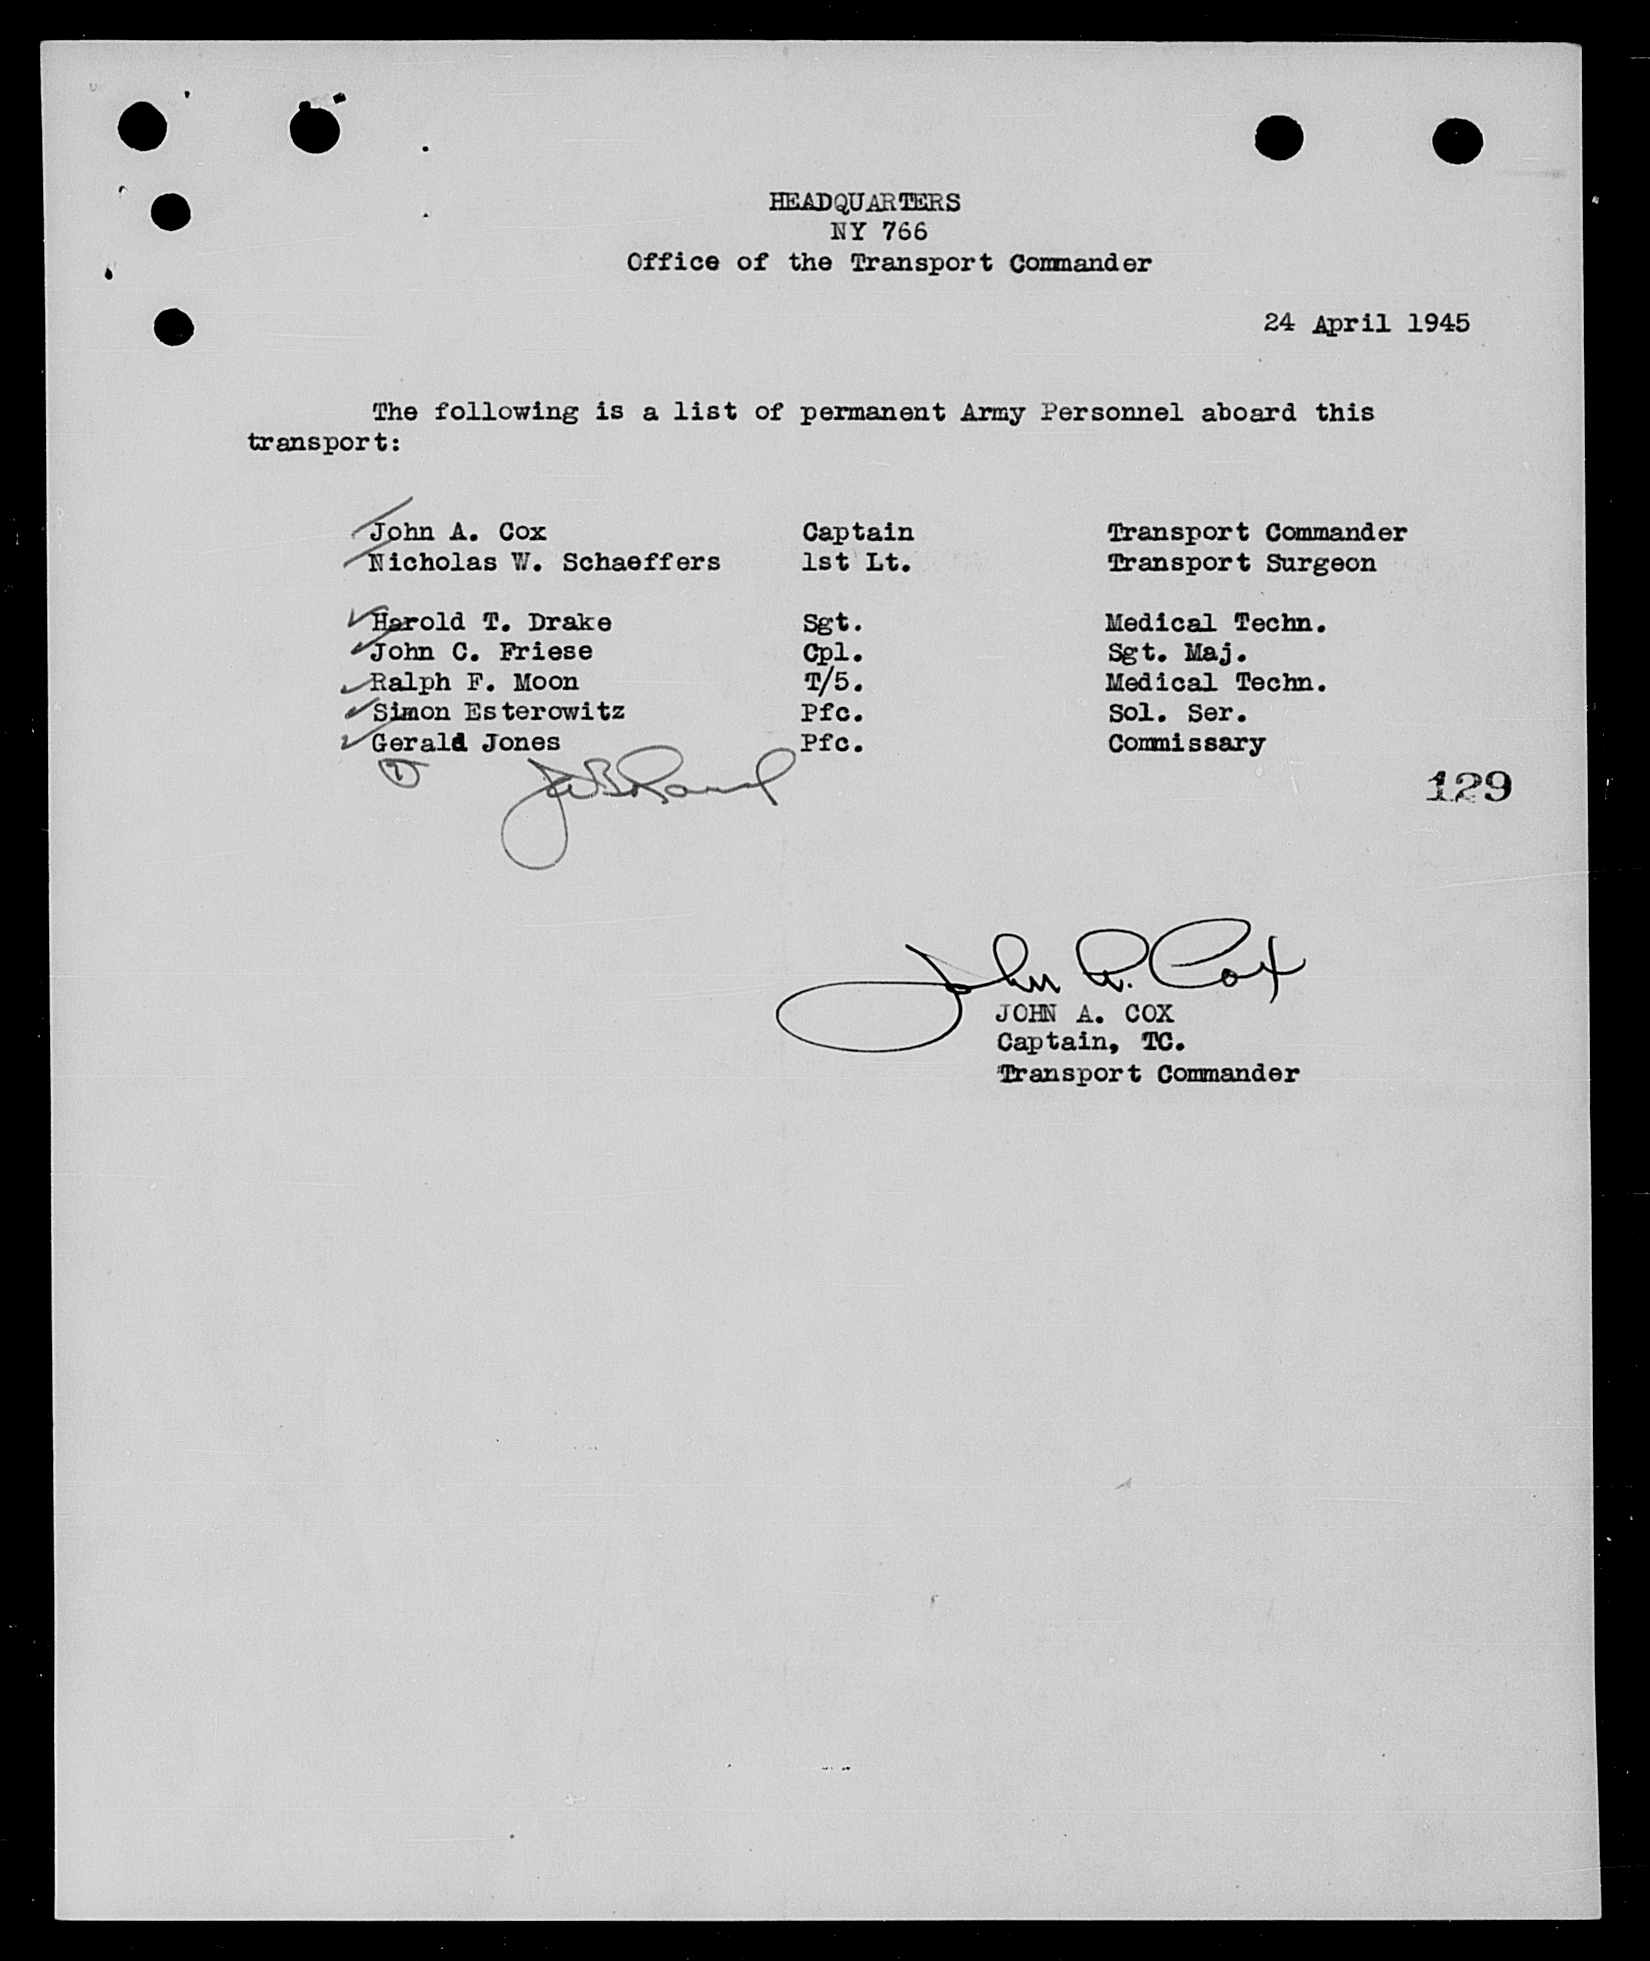 HEADQUARTERS
NY 766
Office of the Transport Commander
24 April 1945
The following is a list of permanent Army Personnel aboard this
transport:
John A. Cox Captain Transport Commander
Nicholas W. Schaeffers 1st Lt. Transport Surgeon
Harold T. Drake Sgt. Medical Techn.
John C. Friese Cpl. Sgt. Maj.
Ralph F. Moon T/5. Medical Techn.
Simon Esterowitz Pfc. Sol. Ser.
Gerald Jones Pfc. Commissary
129
John A. Cox
JOHN A. COX
Captain, TC.
Transport Commander